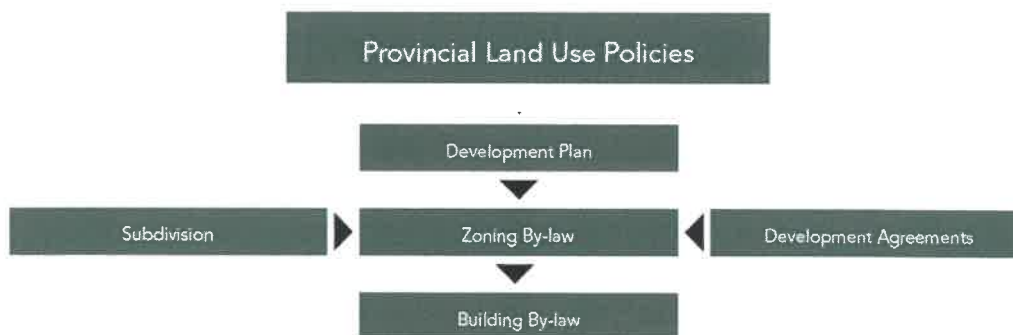 Provincial Land Use Policies
Development Plan
Subdivision
Zoning By-law
Development Agreements
Building By-law